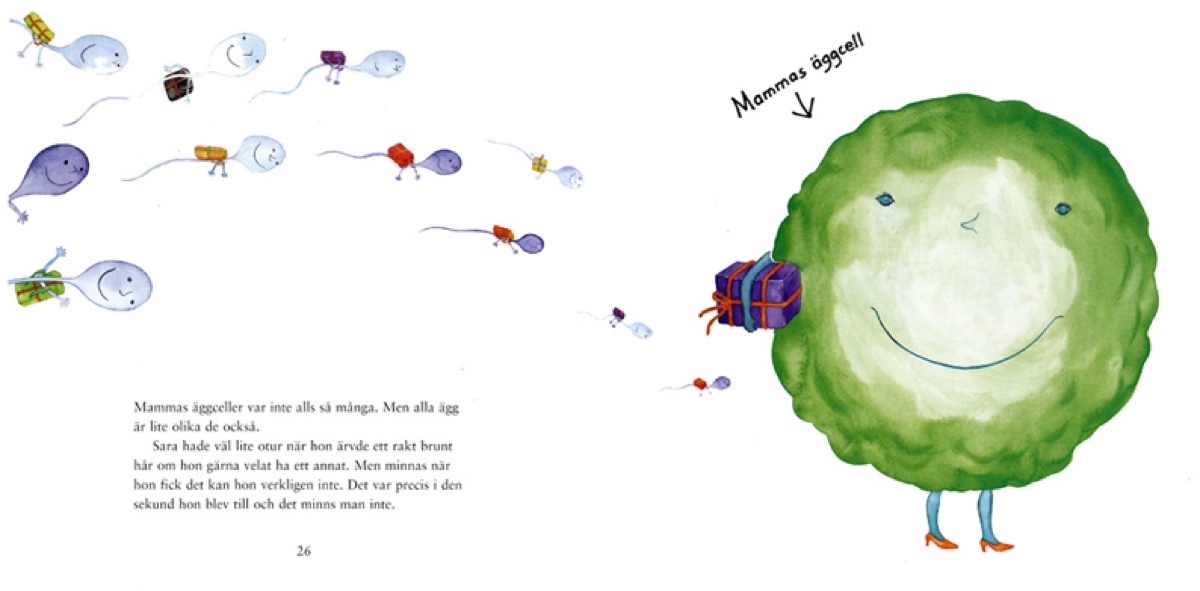 Mammas äggcell
Mammas äggceller var inte alls så många. Men alla ägg
är lite olika de också.
Sara hade väl lite otur när hon ärvde ett rakt brunt
hår om hon gärna velat ha ett annat. Men minnas när
hon fick det kan hon verkligen inte. Det var precis i den
sekund hon blev till och det minns man inte.
26